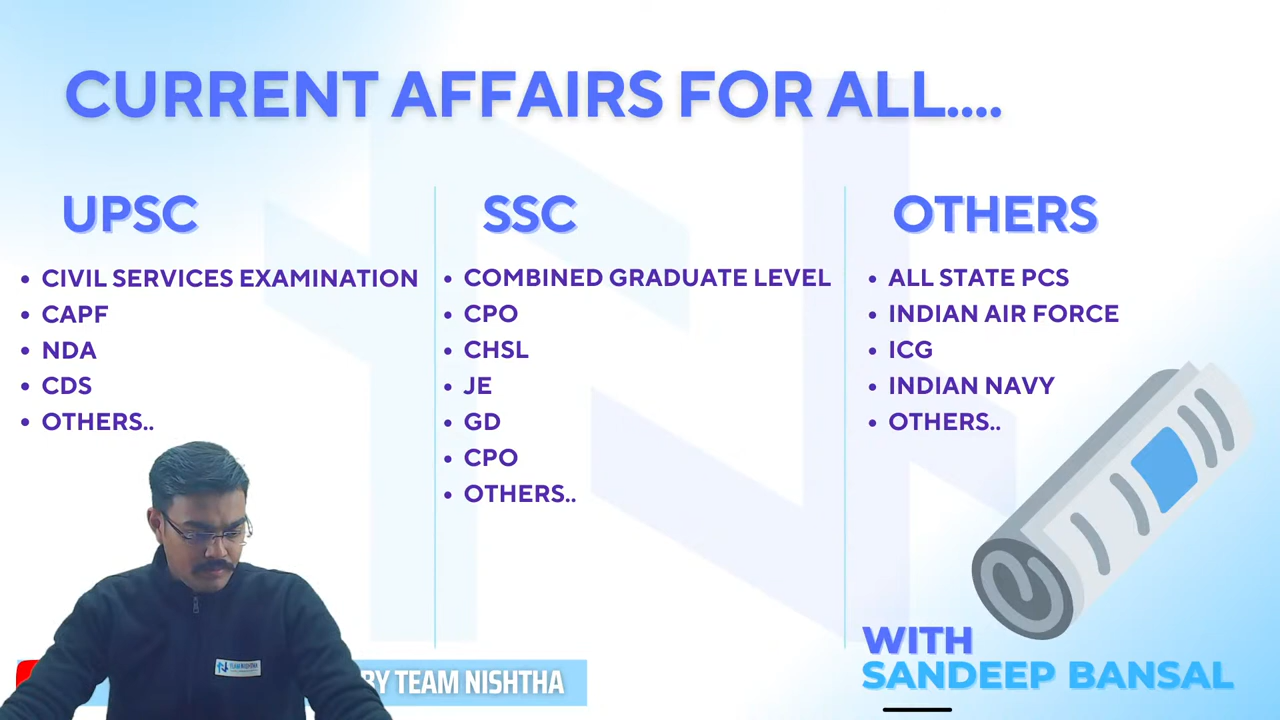 CURRENT AFFAIRS FOR ALL....
UPSC
• CIVIL SERVICES EXAMINATION
• CAPF
• NDA
• CDS
• OTHERS..
SSC
• COMBINED GRADUATE LEVEL
• CPO
• CHSL
• JE
• GD
• CPO
• OTHERS..
OTHERS
• ALL STATE PCS
• INDIAN AIR FORCE
• ICG
• INDIAN NAVY
• OTHERS..
TEAM NISHTHA
BY TEAM NISHTHA
WITH
SANDEEP BANSAL